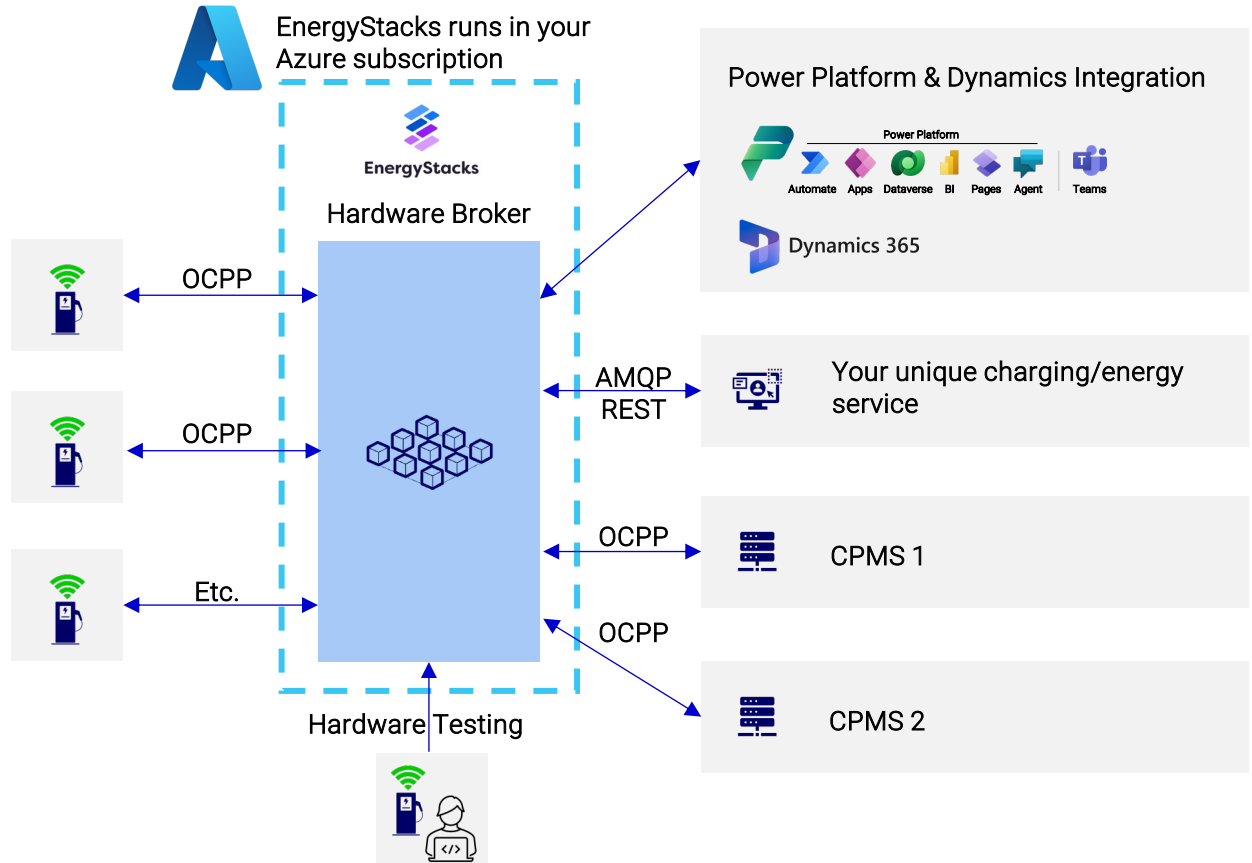 EnergyStacks runs in your
Azure subscription
EnergyStacks
Hardware Broker
OCPP
OCPP
Etc.
Hardware Testing
</>
Power Platform & Dynamics Integration
Power Platform
Automate Apps Dataverse BI Pages Agent Teams
T
Dynamics 365
AMQP
REST
Your unique charging/energy
service
OCPP
CPMS 1
OCPP
CPMS 2